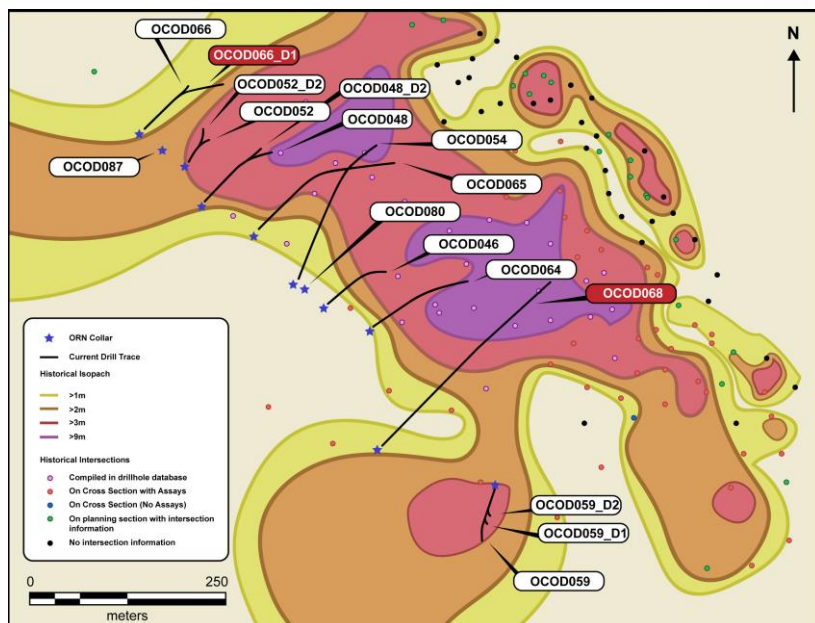 OCOD066
OCOD066_D1
N
OCOD052_D2
OCOD048_D2
OCOD052
OCOD048
OCOD054
OCOD087
OCOD065
OCOD080
OCOD046
OCOD064
OCOD068
ORN Collar
Current Drill Trace
Historical Isopach
>1m
>2m
>3m
>9m
Historical Intersections
Compiled in drillhole database
On Cross Section with Assays
On Cross Section (No Assays)
On planning section with intersection
information
No intersection information
OCOD059_D2
OCOD059_D1
OCOD059
0 250
meters